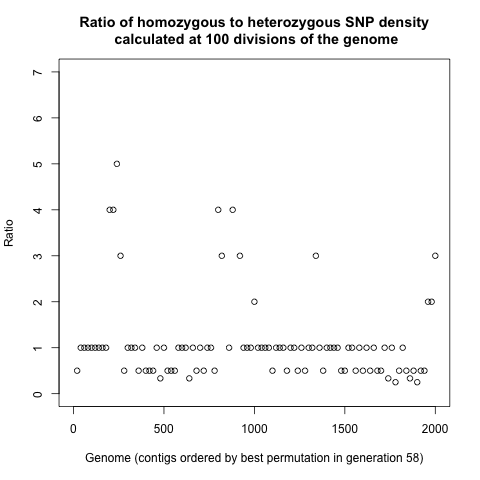 Ratio of homozygous to heterozygous SNP density
calculated at 100 divisions of the genome
7
6
5
4
3
2
1
0
Ratio
0 500 1000 1500 2000
Genome (contigs ordered by best permutation in generation 58)